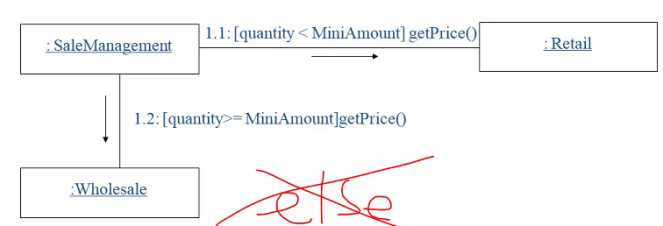 : SaleManagement
1.1: [quantity < MiniAmount] getPrice()
: Retail
1.2: [quantity>= MiniAmount]getPrice()
:Wholesale
else